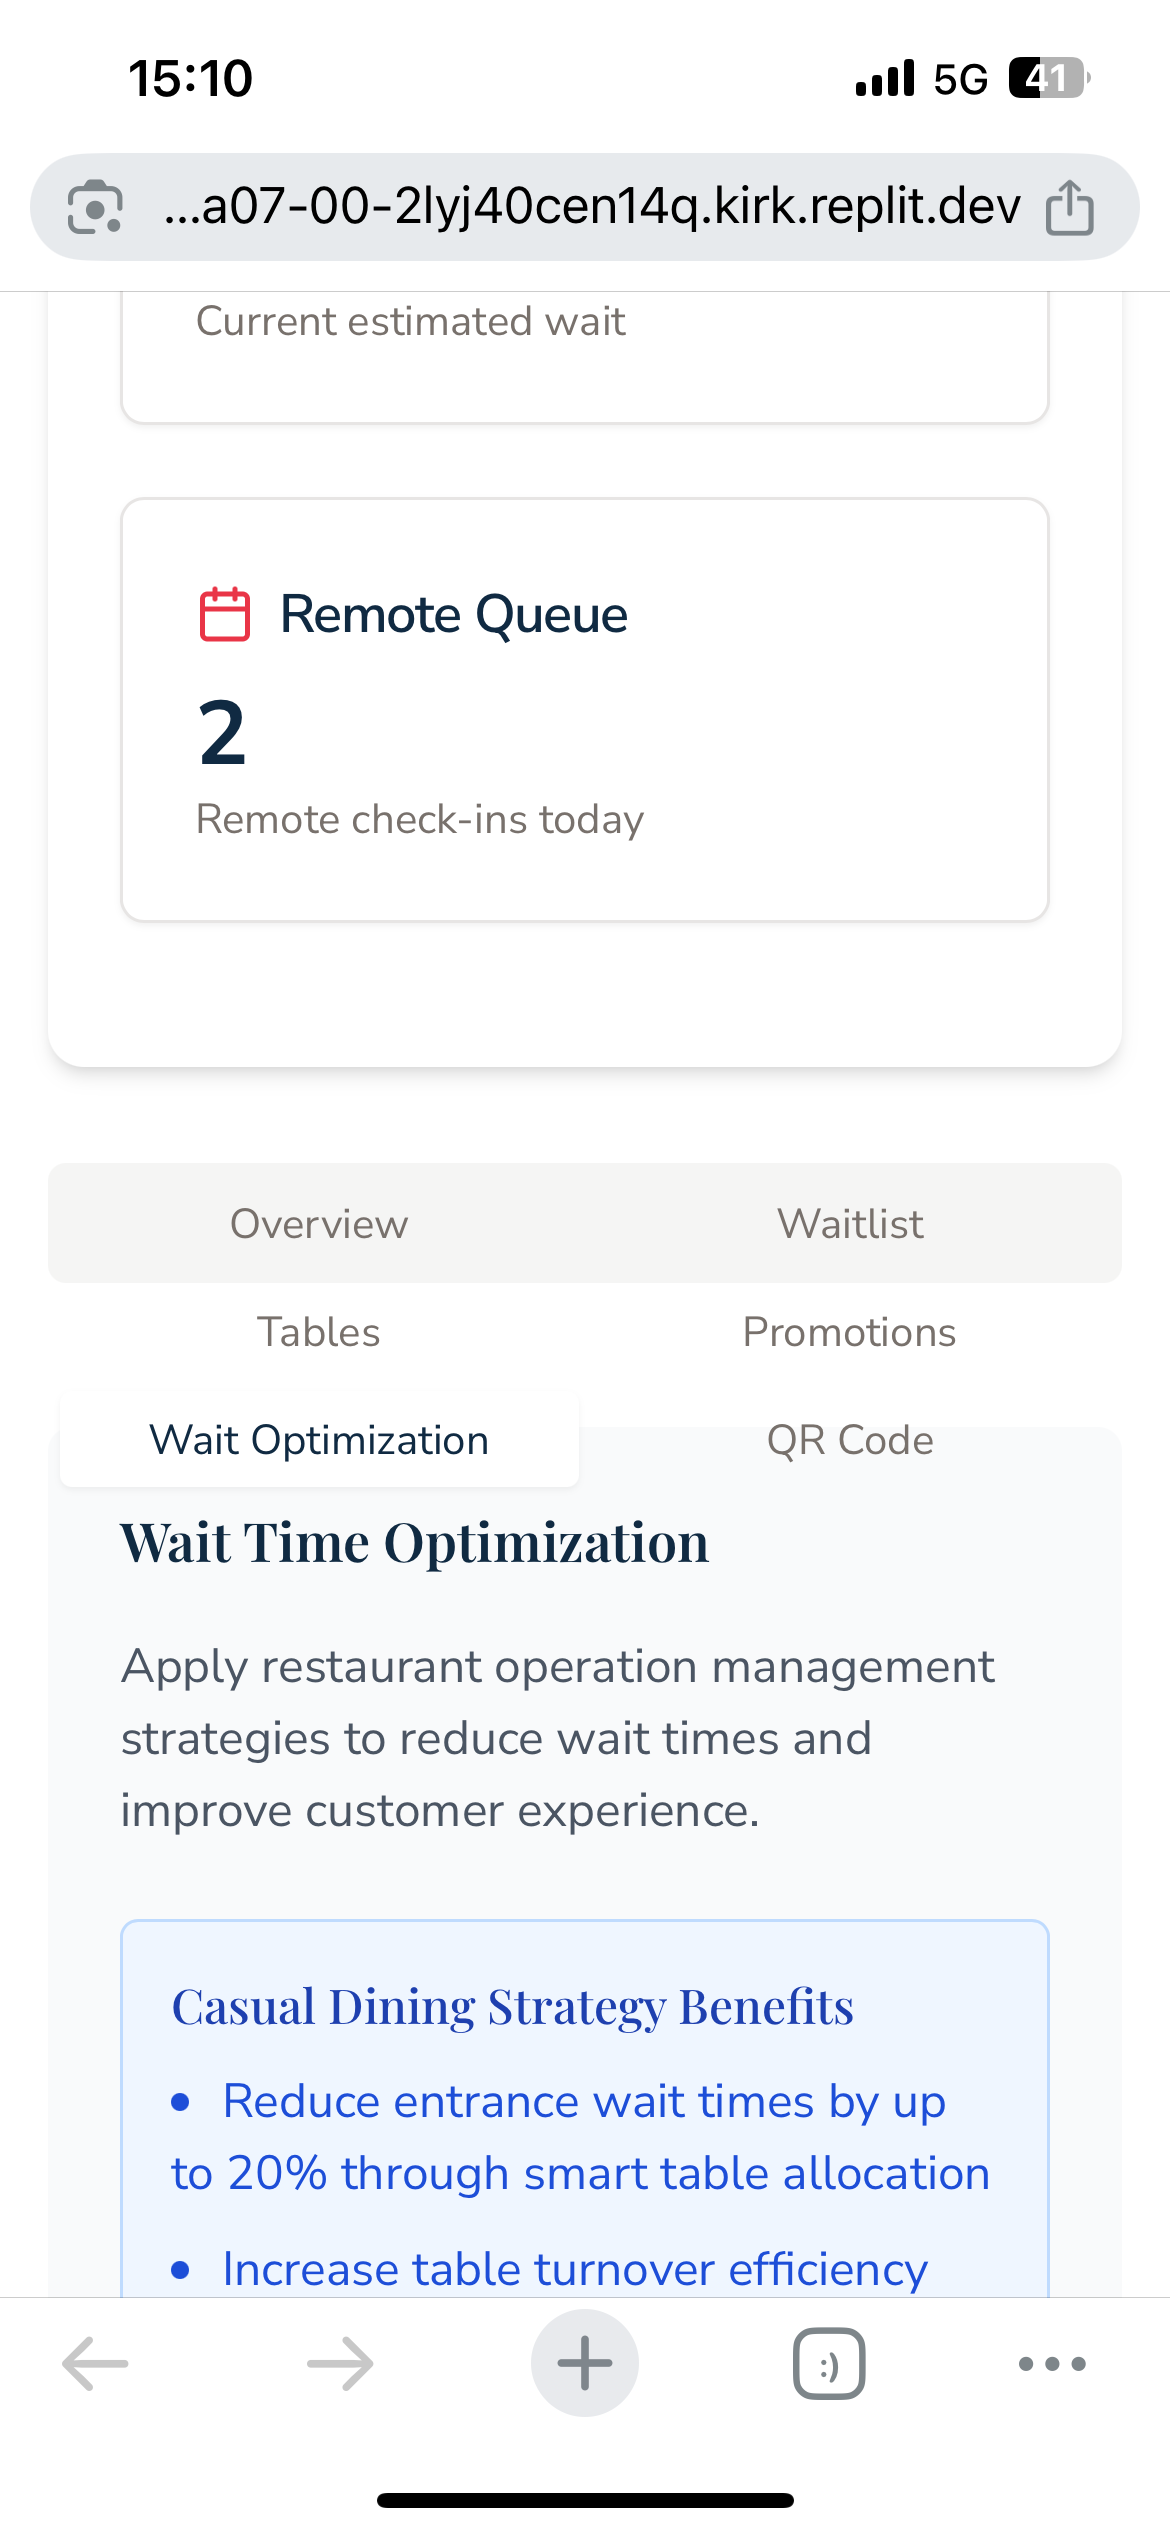 15:10
5G
41
...a07-00-2lyj40cen14q.kirk.replit.dev
Current estimated wait
Remote Queue
2
Remote check-ins today
Overview
Waitlist
Tables
Promotions
Wait Optimization
QR Code
Wait Time Optimization
Apply restaurant operation management
strategies to reduce wait times and
improve customer experience.
Casual Dining Strategy Benefits
• Reduce entrance wait times by up
to 20% through smart table allocation
• Increase table turnover efficiency
:)